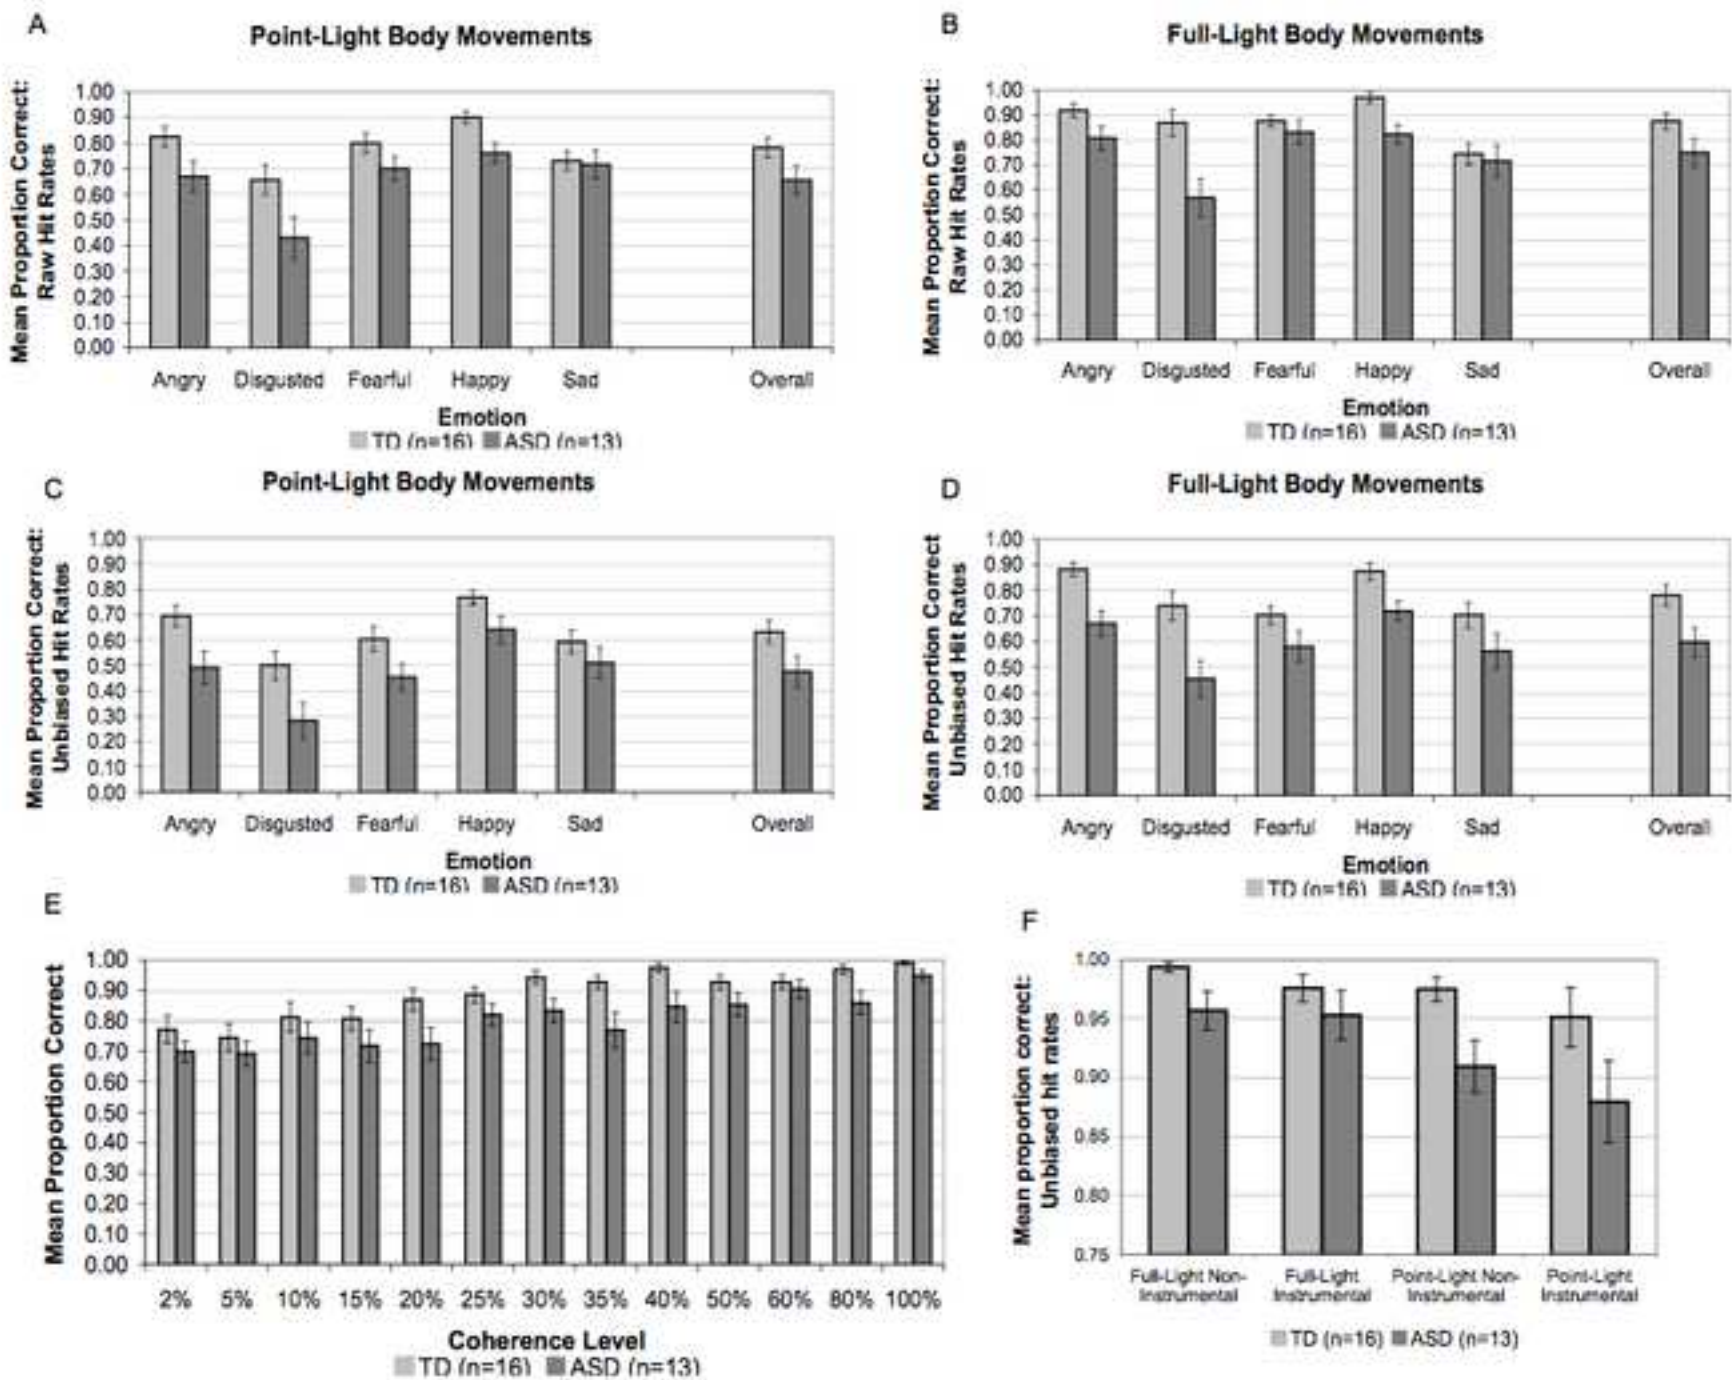 A
Point-Light Body Movements
Mean Proportion Correct:
Raw Hit Rates
1.00
0.90
0.80
0.70
0.60
0.50
0.40
0.30
0.20
0.10
0.00
Angry Disgusted Fearful Happy Sad Overall
Emotion
TD (n=16) ASD (n=13)
B
Full-Light Body Movements
Mean Proportion Correct:
Raw Hit Rates
1.00
0.90
0.80
0.70
0.60
0.50
0.40
0.30
0.20
0.10
0.00
Angry Disgusted Fearful Happy Sad Overall
Emotion
TD (n=16) ASD (n=13)
C
Point-Light Body Movements
Mean Proportion Correct:
Unbiased Hit Rates
1.00
0.90
0.80
0.70
0.60
0.50
0.40
0.30
0.20
0.10
0.00
Angry Disgusted Fearful Happy Sad Overall
Emotion
TD (n=16) ASD (n=13)
D
Full-Light Body Movements
Mean Proportion Correct
Unbiased Hit Rates
1.00
0.90
0.80
0.70
0.60
0.50
0.40
0.30
0.20
0.10
0.00
Angry Disgusted Fearful Happy Sad Overall
Emotion
TD (n=16) ASD (n=13)
E
Mean Proportion Correct
1.00
0.90
0.80
0.70
0.60
0.50
0.40
0.30
0.20
0.10
0.00
2% 5% 10% 15% 20% 25% 30% 35% 40% 50% 60% 80% 100%
Coherence Level
TD (n=16) ASD (n=13)
F
Mean proportion correct:
Unbiased hit rates
1.00
0.95
0.90
0.85
0.80
0.75
Full-Light Non- Full-Light Point-Light Non- Point-Light
Instrumental Instrumental Instrumental Instrumental
TD (n=16) ASD (n=13)